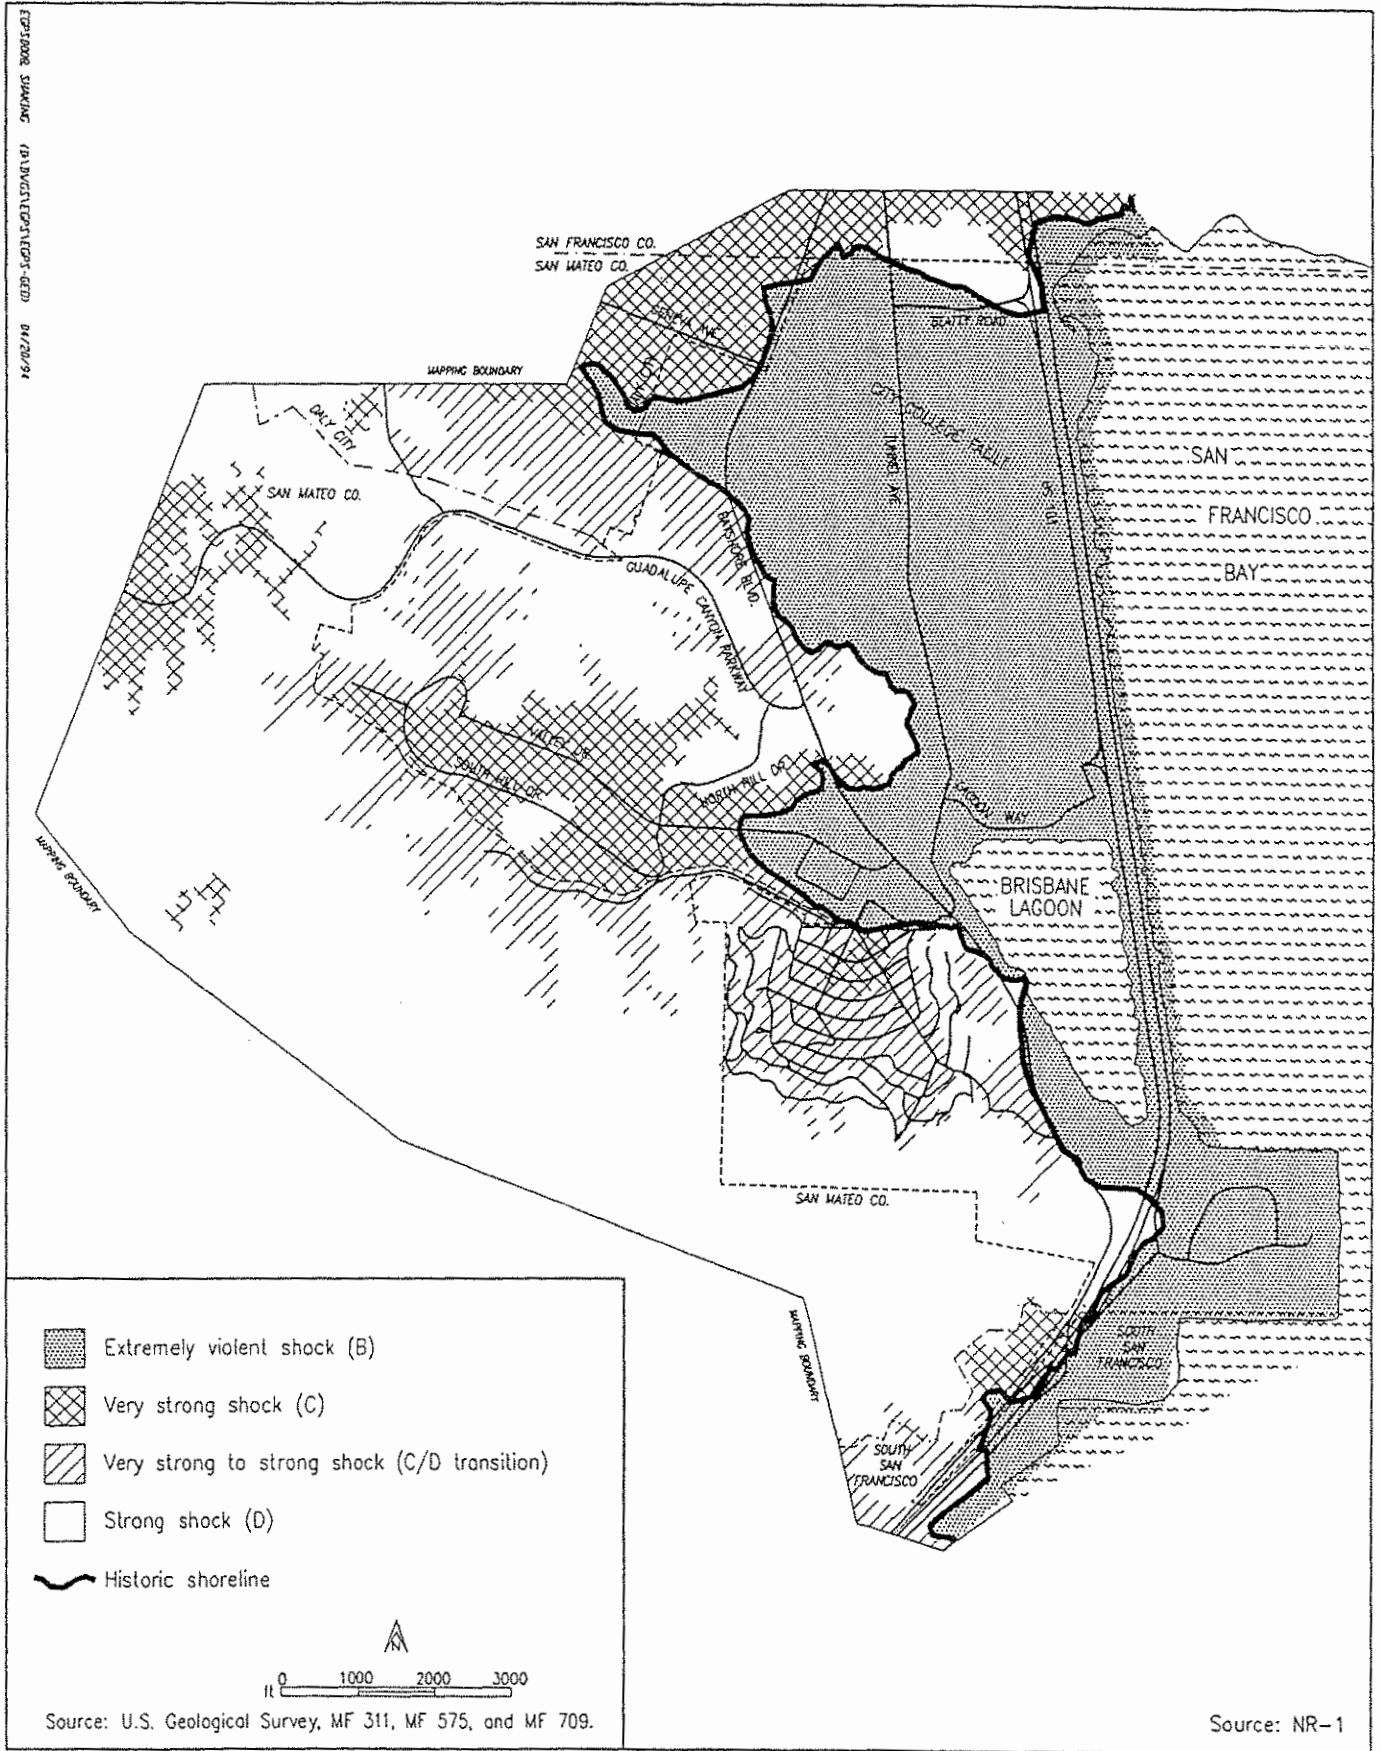 SAN FRANCISCO CO.
SAN MATEO CO.
GENEVA AVE.
BEATTY ROAD
MAPPING BOUNDARY
DALY CITY
CITY COLLEGE FAULT
SAN MATEO CO.
SAN
FRANCISCO
BAY
BAYSHORE BLVD.
GUADALUPE CANYON PARKWAY
VALLEY DR.
SOUTH HILL DR.
NORTH HILL DR.
LAGOON WAY
MAPPING BOUNDARY
BRISBANE
LAGOON
SAN MATEO CO.
MAPPING BOUNDARY
SOUTH
SAN
FRANCISCO
SOUTH
SAN
FRANCISCO
Extremely violent shock (B)
Very strong shock (C)
Very strong to strong shock (C/D transition)
Strong shock (D)
Historic shoreline
N
0 1000 2000 3000
ft
Source: U.S. Geological Survey, MF 311, MF 575, and MF 709.
Source: NR-1